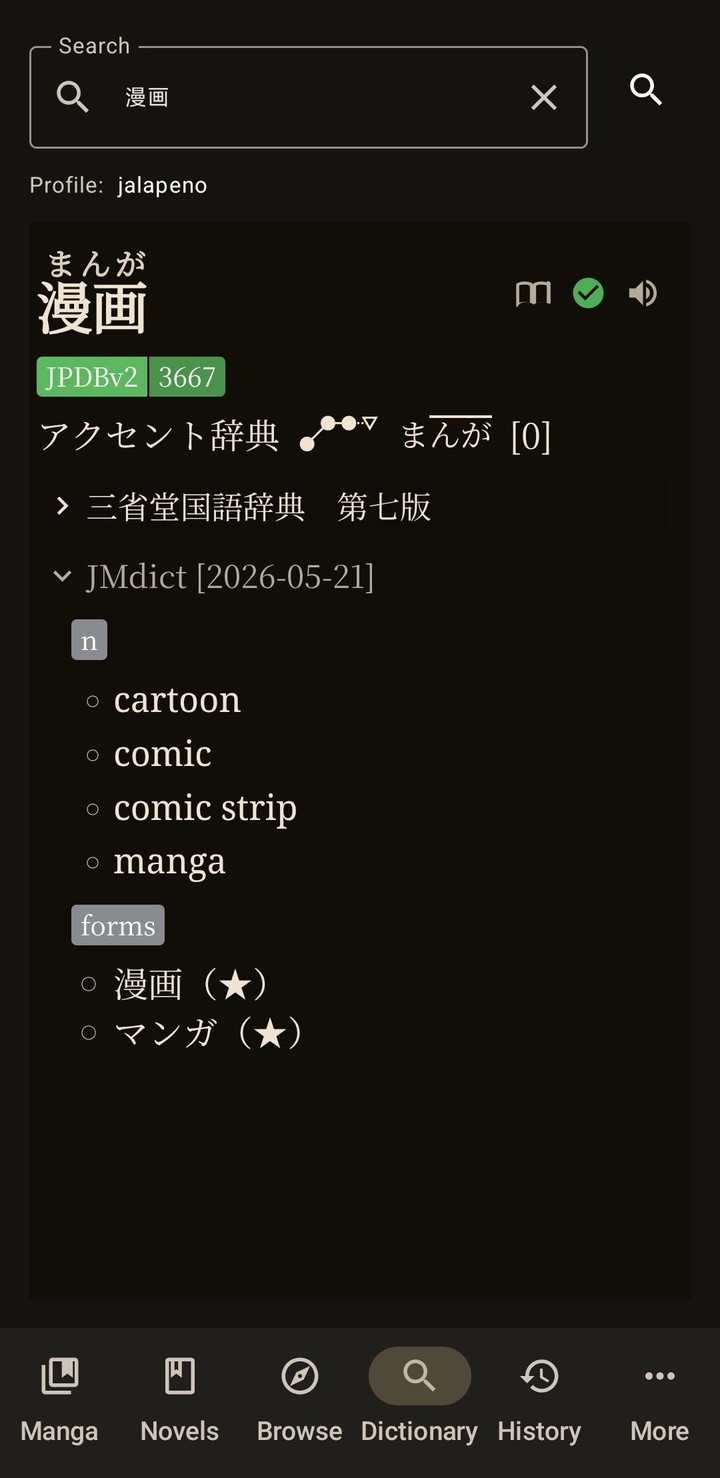 Search
漫画
Profile: jalapeno
まんが
漫画
JPDBv2 3667
アクセント辞典 まんが [0]
三省堂国語辞典　第七版
JMdict [2026-05-21]
n
cartoon
comic
comic strip
manga
forms
漫画（★）
マンガ（★）
Manga Novels Browse Dictionary History More